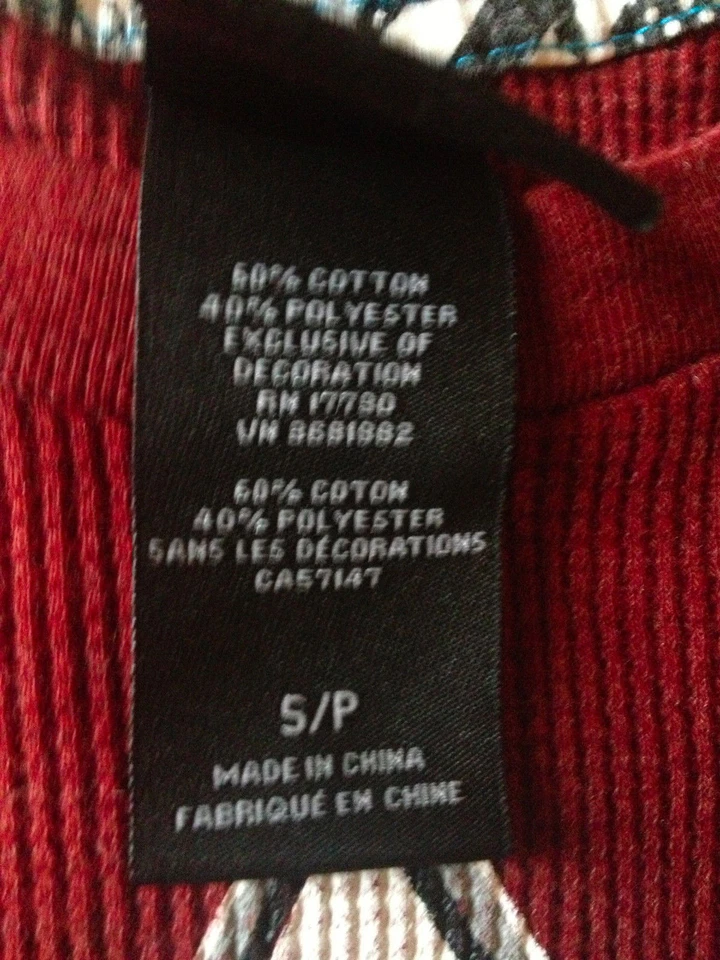 60% COTTON
40% POLYESTER
EXCLUSIVE OF
DECORATION
RN 17730
VN
60% COTON
40% POLYESTER
SANS LES DÉCORATIONS
CA57147
S/P
MADE IN CHINA
FABRIQUÉ EN CHINE